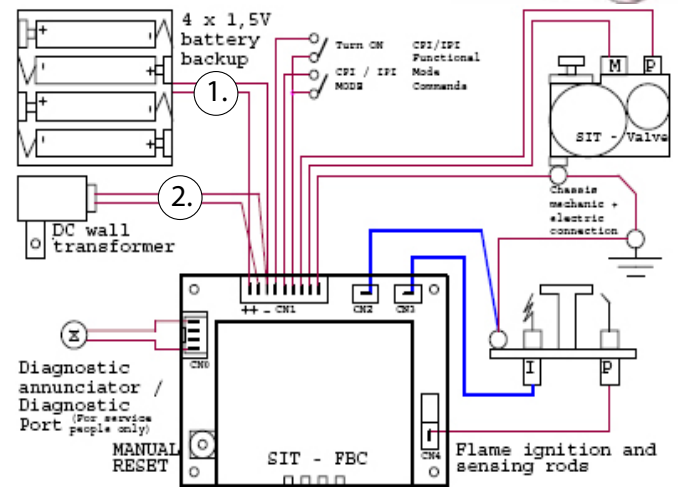 4 x 1,5V
battery
backup
1.
Turn ON
CPI / IPI
MODE
CPI/IPI
Functional
Mode
Commands
M P
SIT - Valve
2.
DC wall
transformer
Chassis
mechanic +
electric
connection
++ - CN1
CN2
CN3
CN0
Diagnostic
annunciator /
Diagnostic
Port (For service
people only)
I P
MANUAL
RESET
SIT - FBC
CN4
Flame ignition and
sensing rods